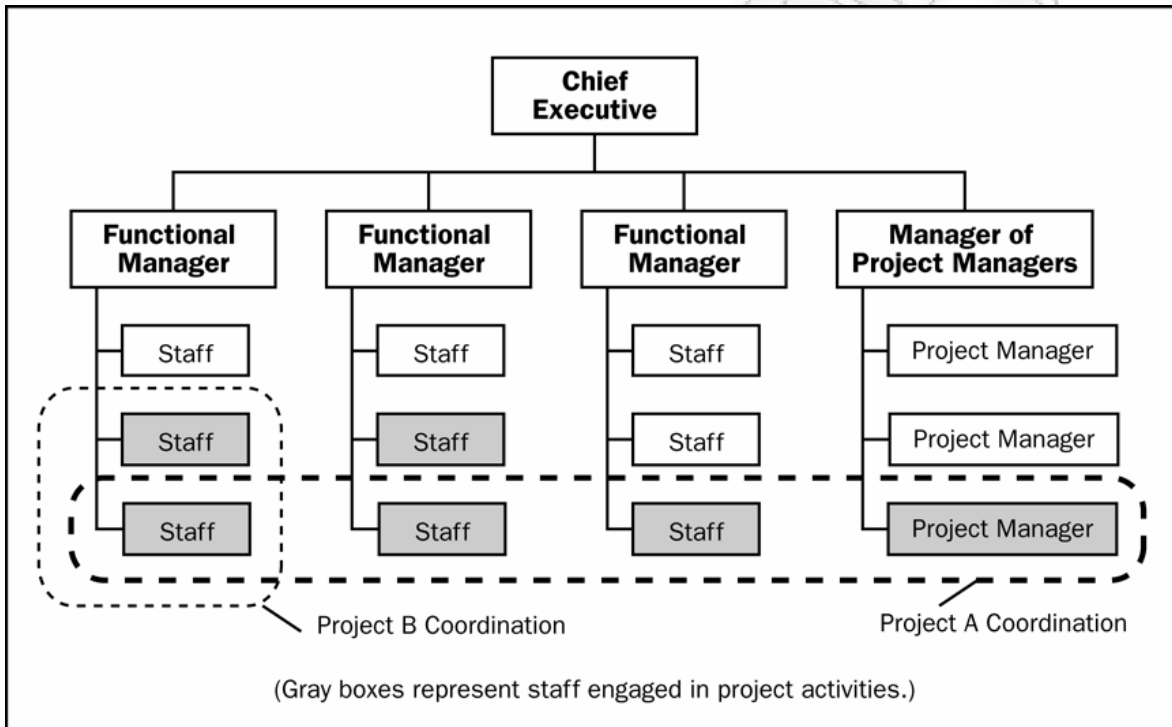 Chief
Executive
Functional
Manager
Functional
Manager
Functional
Manager
Manager of
Project Managers
Staff
Staff
Staff
Project Manager
Staff
Staff
Staff
Project Manager
Staff
Staff
Staff
Project Manager
Project B Coordination
Project A Coordination
(Gray boxes represent staff engaged in project activities.)